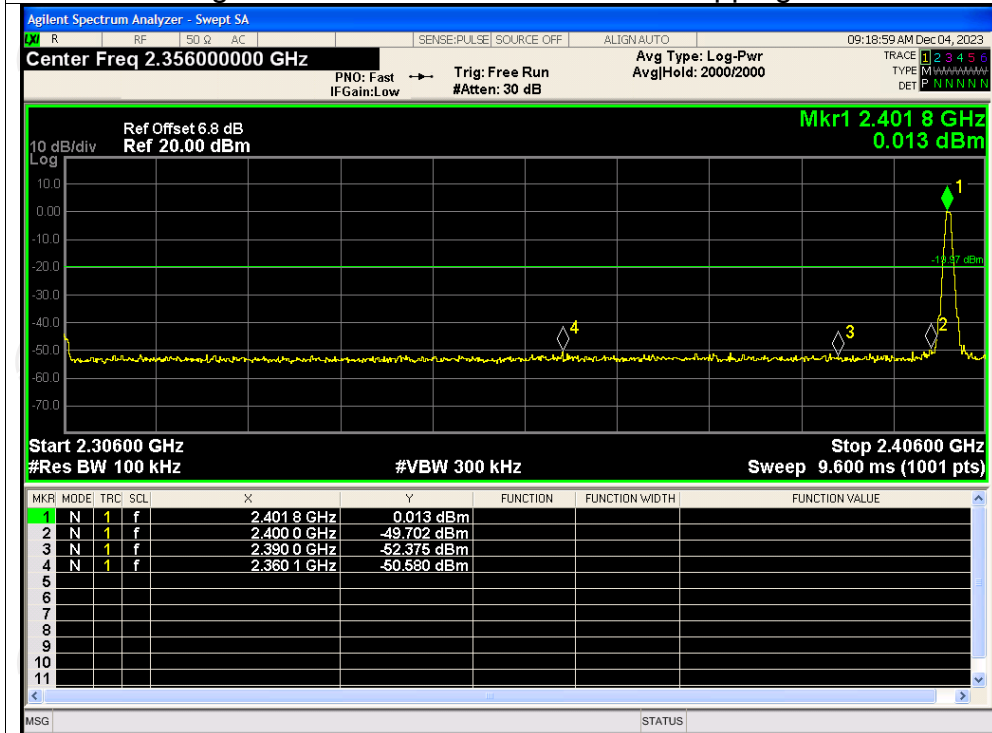 Agilent Spectrum Analyzer - Swept SA
LXI R RF 50 Ω AC SENSE:PULSE SOURCE OFF ALIGN AUTO 09:18:59 AM Dec 04, 2023
Center Freq 2.356000000 GHz
PNO: Fast
IFGain:Low
Trig: Free Run
#Atten: 30 dB
Avg Type: Log-Pwr
Avg|Hold: 2000/2000
TRACE 1 2 3 4 5 6
TYPE M
DET P N N N N N
Mkr1 2.401 8 GHz
0.013 dBm
Ref Offset 6.8 dB
10 dB/div Ref 20.00 dBm
Log
10.0
0.00
-10.0
-20.0
-30.0
-40.0
-50.0
-60.0
-70.0
1
-19.97 dBm
4
3
2
Start 2.30600 GHz Stop 2.40600 GHz
#Res BW 100 kHz #VBW 300 kHz Sweep 9.600 ms (1001 pts)
MKR MODE TRC SCL X Y FUNCTION FUNCTION WIDTH FUNCTION VALUE
1 N 1 f 2.401 8 GHz 0.013 dBm
2 N 1 f 2.400 0 GHz -49.702 dBm
3 N 1 f 2.390 0 GHz -52.375 dBm
4 N 1 f 2.360 1 GHz -50.580 dBm
5
6
7
8
9
10
11
MSG STATUS